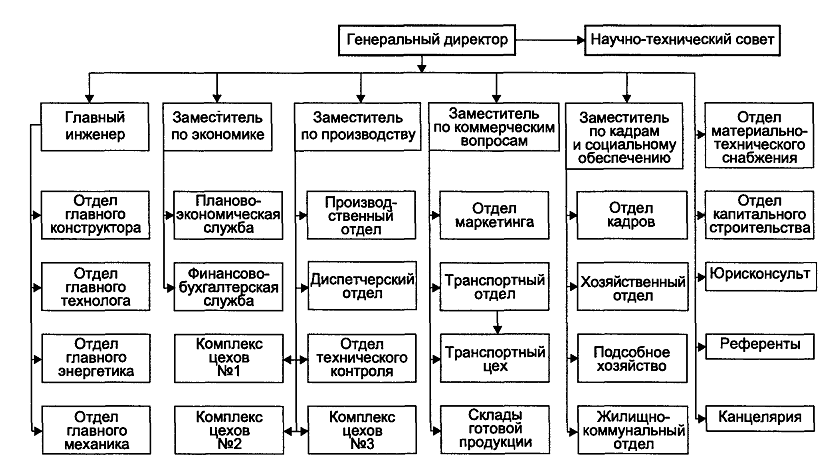 Генеральный директор
Научно-технический совет
Главный
инженер
Заместитель
по экономике
Заместитель
по производству
Заместитель
по коммерческим
вопросам
Заместитель
по кадрам
и социальному
обеспечению
Отдел
материально-
технического
снабжения
Отдел
главного
конструктора
Планово-
экономическая
служба
Производ-
ственный
отдел
Отдел
маркетинга
Отдел
кадров
Отдел
капитального
строительства
Отдел
главного
технолога
Финансово-
бухгалтерская
служба
Диспетчерский
отдел
Транспортный
отдел
Хозяйственный
отдел
Юрисконсульт
Отдел
главного
энергетика
Комплекс
цехов
№1
Отдел
технического
контроля
Транспортный
цех
Подсобное
хозяйство
Референты
Отдел
главного
механика
Комплекс
цехов
№2
Комплекс
цехов
№3
Склады
готовой
продукции
Жилищно-
коммунальный
отдел
Канцелярия